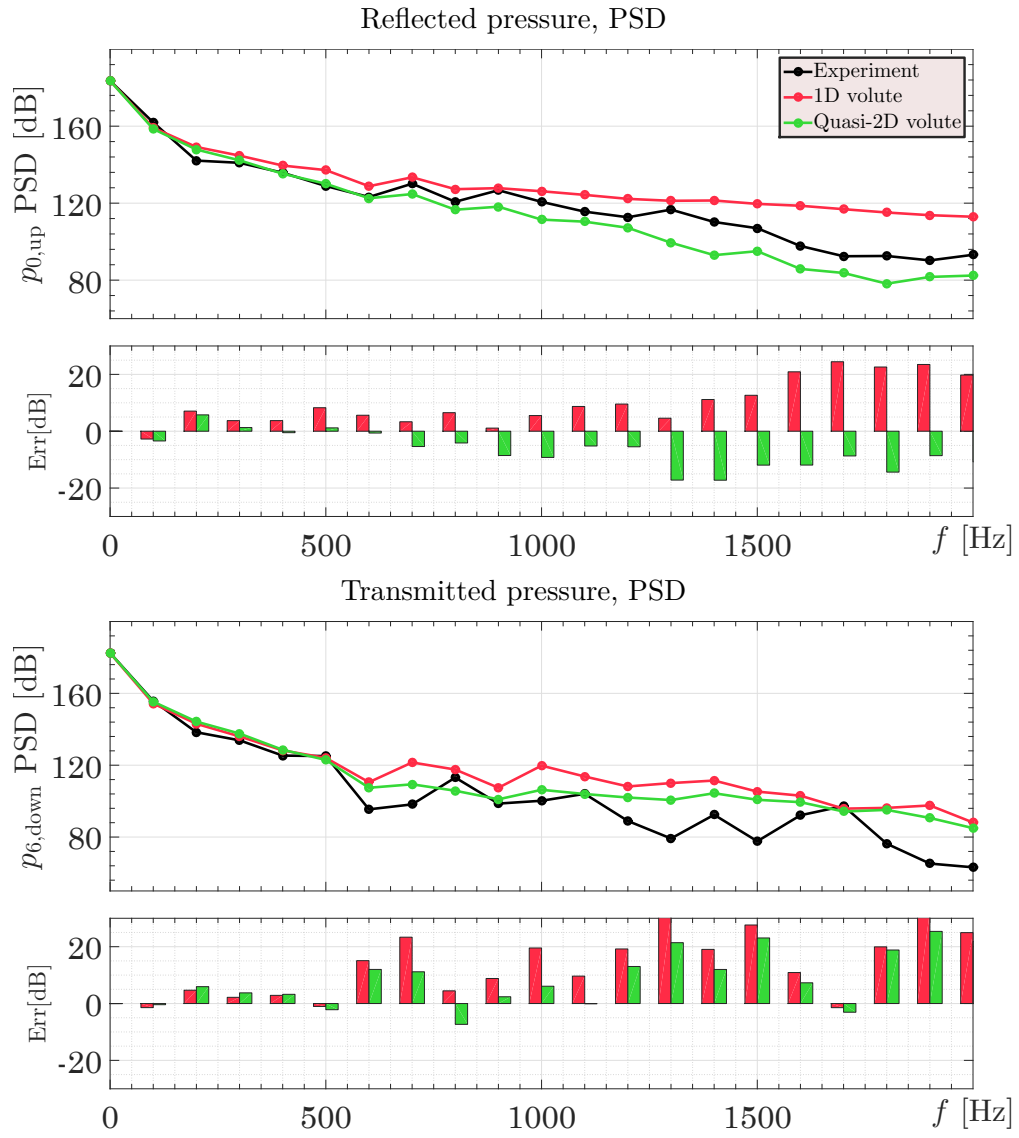 Reflected pressure, PSD
p0,up PSD [dB]
160
120
80
Experiment
1D volute
Quasi-2D volute
Err[dB]
20
0
-20
0
500
1000
1500
f [Hz]
Transmitted pressure, PSD
p6,down PSD [dB]
160
120
80
Err[dB]
20
0
-20
0
500
1000
1500
f [Hz]